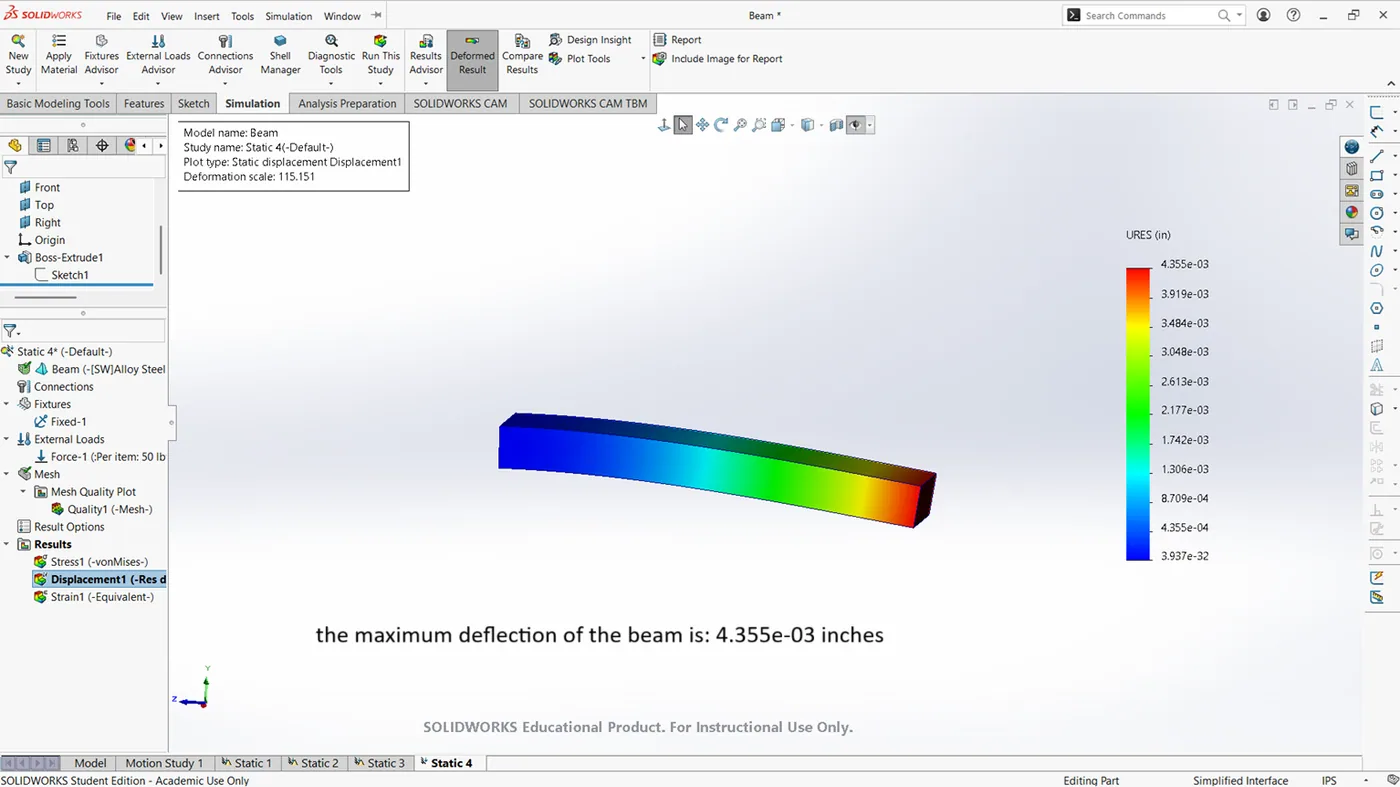 SOLIDWORKS
File Edit View Insert Tools Simulation Window
Beam *
Search Commands
New Study
Apply Material
Fixtures Advisor
External Loads Advisor
Connections Advisor
Shell Manager
Diagnostic Tools
Run This Study
Results Advisor
Deformed Result
Compare Results
Design Insight
Plot Tools
Report
Include Image for Report
Basic Modeling Tools Features Sketch Simulation Analysis Preparation SOLIDWORKS CAM SOLIDWORKS CAM TBM
Model name: Beam
Study name: Static 4(-Default-)
Plot type: Static displacement Displacement1
Deformation scale: 115.151
Front
Top
Right
Origin
Boss-Extrude1
Sketch1
Static 4* (-Default-)
Beam (-[SW]Alloy Steel
Connections
Fixtures
Fixed-1
External Loads
Force-1 (:Per item: 50 lb
Mesh
Mesh Quality Plot
Quality1 (-Mesh-)
Result Options
Results
Stress1 (-vonMises-)
Displacement1 (-Res d
Strain1 (-Equivalent-)
URES (in)
4.355e-03
3.919e-03
3.484e-03
3.048e-03
2.613e-03
2.177e-03
1.742e-03
1.306e-03
8.709e-04
4.355e-04
3.937e-32
the maximum deflection of the beam is: 4.355e-03 inches
Y
Z
SOLIDWORKS Educational Product. For Instructional Use Only.
Model Motion Study 1 Static 1 Static 2 Static 3 Static 4
SOLIDWORKS Student Edition - Academic Use Only
Editing Part
Simplified Interface
IPS